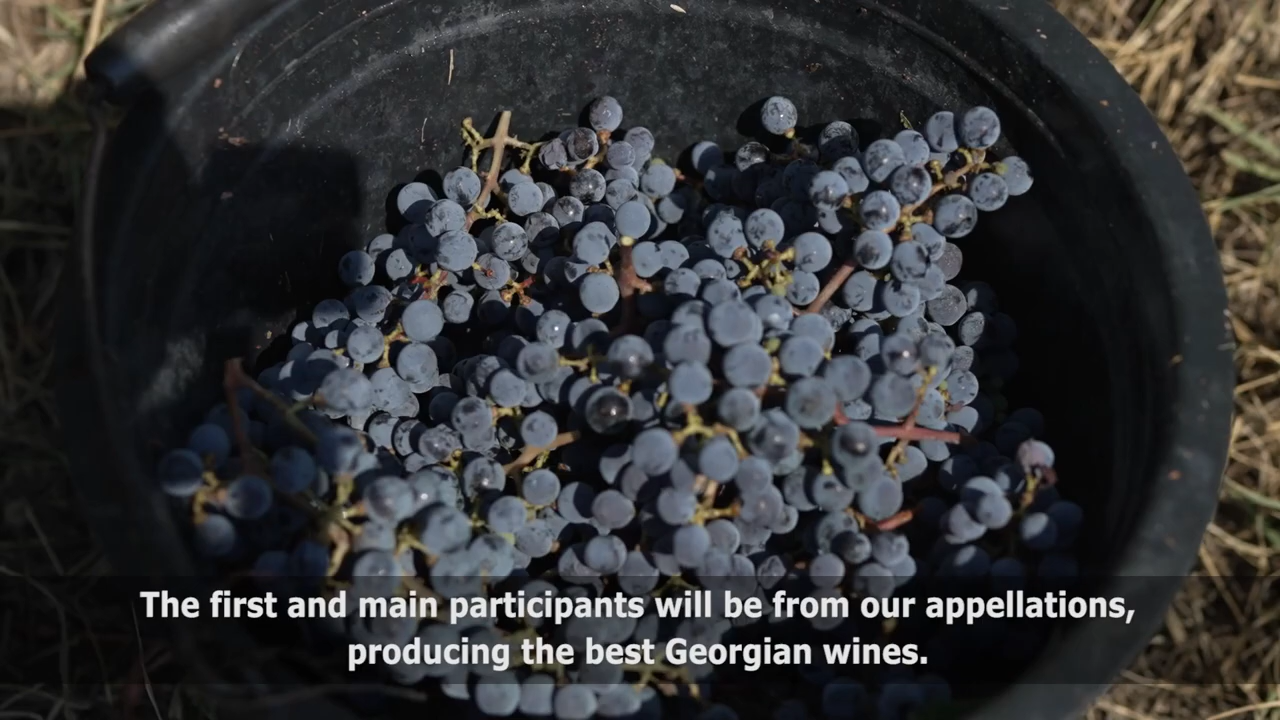 The first and main participants will be from our appellations,
producing the best Georgian wines.